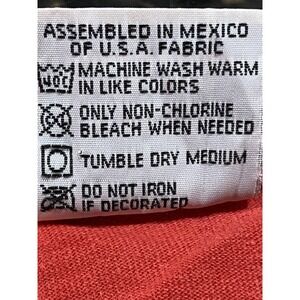 ASSEMBLED IN MEXICO
OF U.S.A. FABRIC
40°C MACHINE WASH WARM
IN LIKE COLORS
ONLY NON-CHLORINE
BLEACH WHEN NEEDED
TUMBLE DRY MEDIUM
DO NOT IRON
IF DECORATED